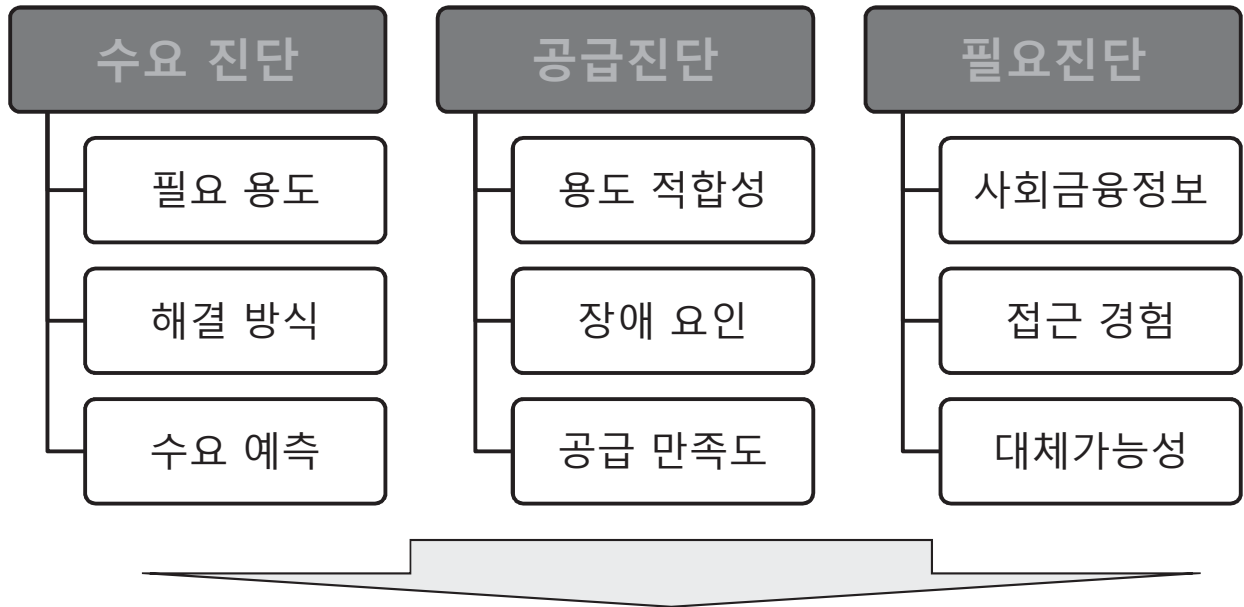 수요 진단
필요 용도
해결 방식
수요 예측
공급진단
용도 적합성
장애 요인
공급 만족도
필요진단
사회금융정보
접근 경험
대체가능성